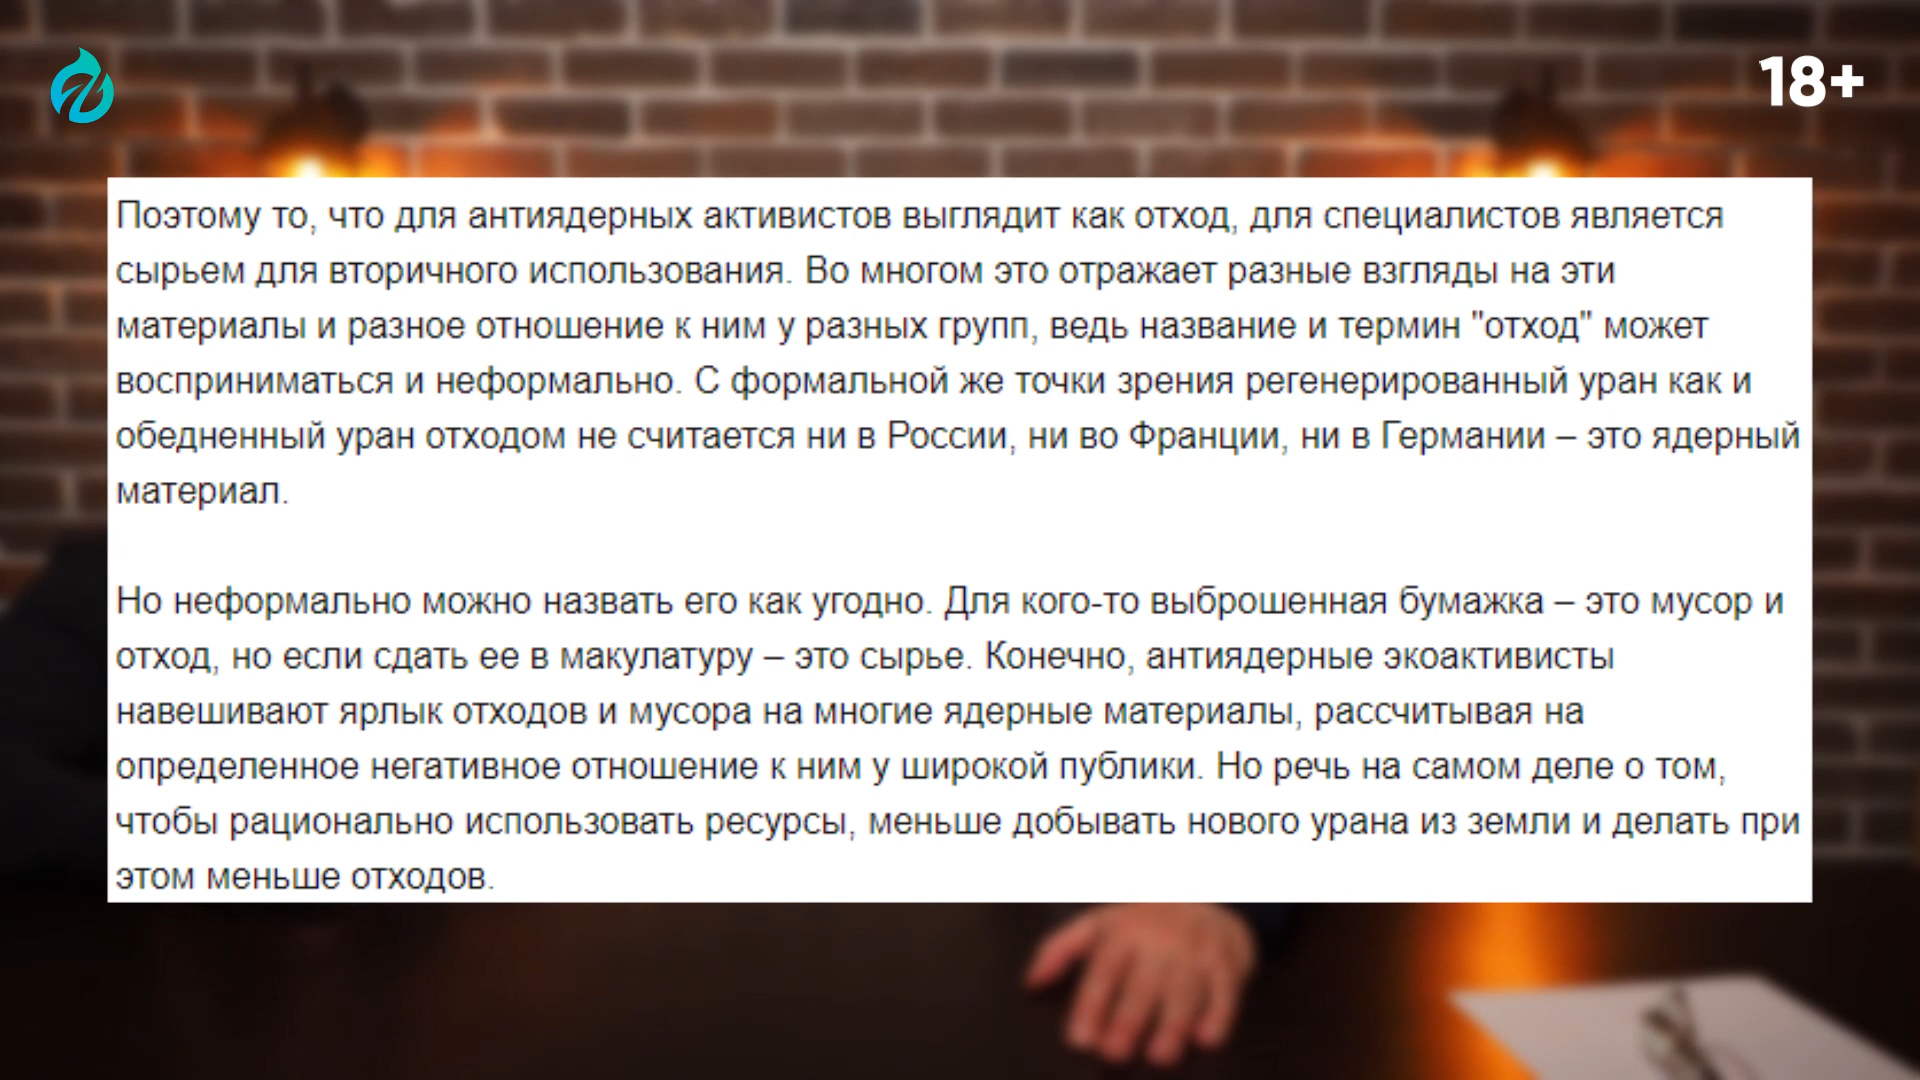 18+
Поэтому то, что для антиядерных активистов выглядит как отход, для специалистов является
сырьем для вторичного использования. Во многом это отражает разные взгляды на эти
материалы и разное отношение к ним у разных групп, ведь название и термин "отход" может
восприниматься и неформально. С формальной же точки зрения регенерированный уран как и
обедненный уран отходом не считается ни в России, ни во Франции, ни в Германии – это ядерный
материал.
Но неформально можно назвать его как угодно. Для кого-то выброшенная бумажка – это мусор и
отход, но если сдать ее в макулатуру – это сырье. Конечно, антиядерные экоактивисты
навешивают ярлык отходов и мусора на многие ядерные материалы, рассчитывая на
определенное негативное отношение к ним у широкой публики. Но речь на самом деле о том,
чтобы рационально использовать ресурсы, меньше добывать нового урана из земли и делать при
этом меньше отходов.